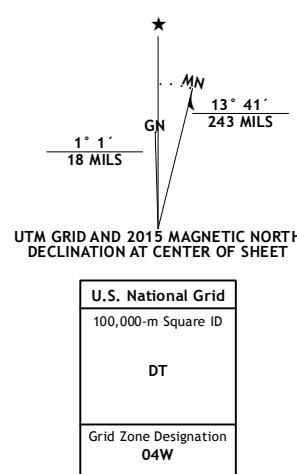 ★
MN
GN
13° 41´
243 MILS
1° 1´
18 MILS
UTM GRID AND 2015 MAGNETIC NORTH
DECLINATION AT CENTER OF SHEET
U.S. National Grid
100,000-m Square ID
DT
Grid Zone Designation
04W